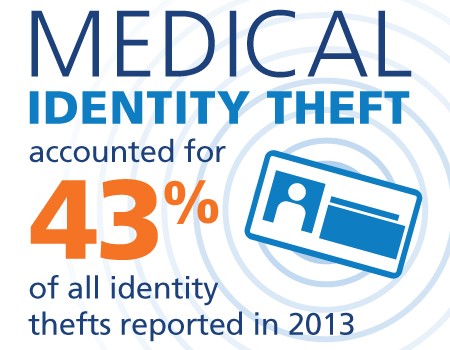 MEDICAL
IDENTITY THEFT
accounted for
43%
of all identity
thefts reported in 2013